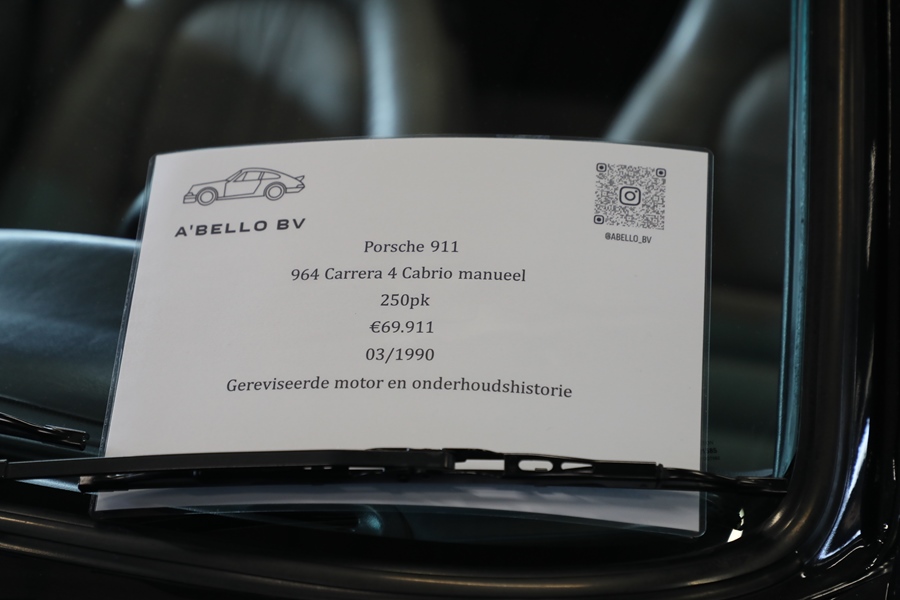 A'BELLO BV
@ABELLO_BV
Porsche 911
964 Carrera 4 Cabrio manueel
250pk
€69.911
03/1990
Gereviseerde motor en onderhoudshistorie